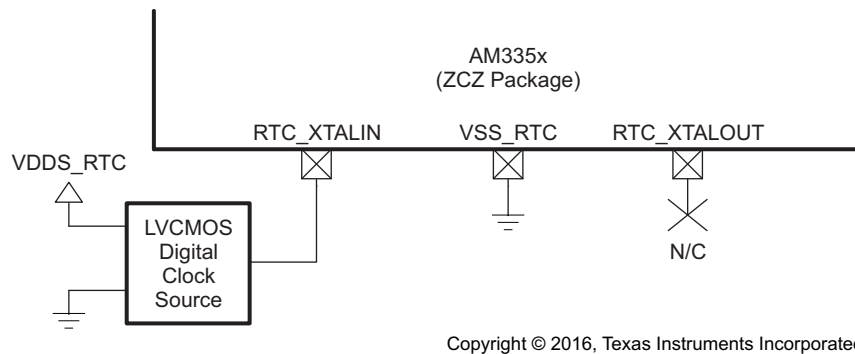 AM335x
(ZCZ Package)
RTC_XTALIN
VSS_RTC
RTC_XTALOUT
VDDS_RTC
LVCMOS
Digital
Clock
Source
N/C
Copyright © 2016, Texas Instruments Incorporated